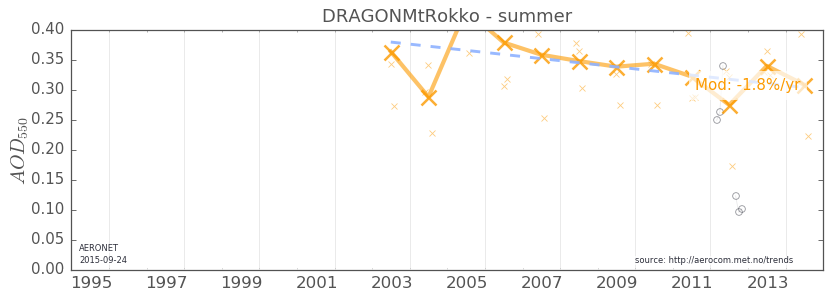 DRAGONMtRokko - summer
0.40
0.35
0.30
0.25
0.20
0.15
0.10
0.05
0.00
AOD550
Mod: -1.8%/yr
AERONET
2015-09-24
source: http://aerocom.met.no/trends
1995 1997 1999 2001 2003 2005 2007 2009 2011 2013